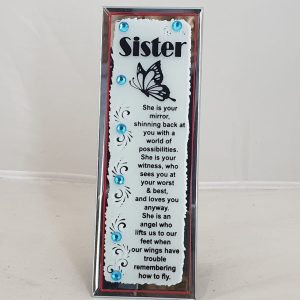 Sister
She is your
mirror,
shinning back at
you with a
world of
possibilities.
She is your
witness, who
sees you at
your worst
& best,
and loves you
anyway.
She is an
angel who
lifts us to our
feet when
our wings have
trouble
remembering
how to fly.